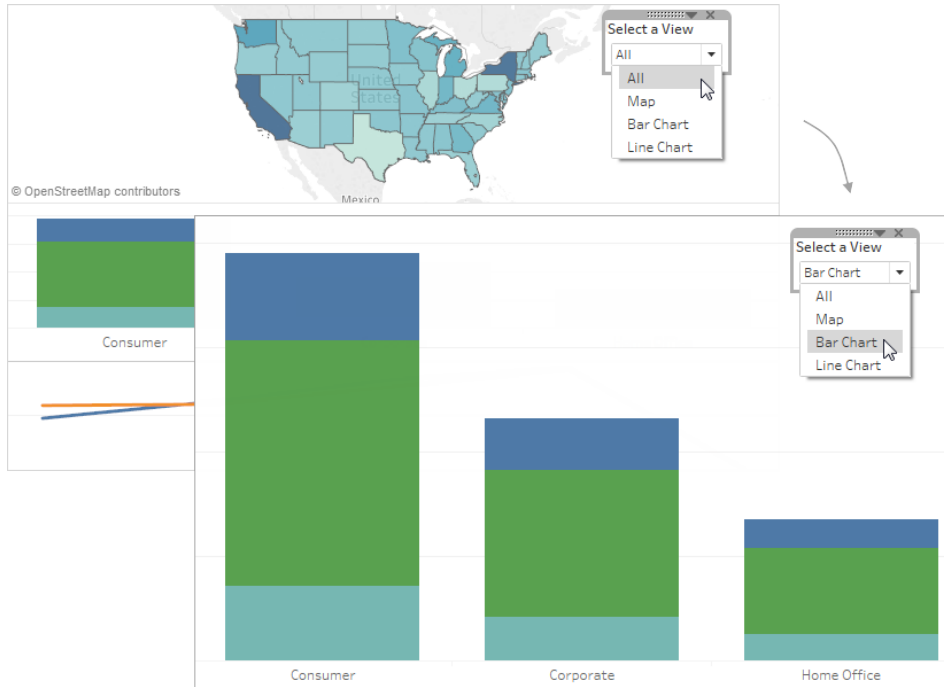 Select a View
All
All
Map
Bar Chart
Line Chart
United
States
Mexico
© OpenStreetMap contributors
Consumer
Select a View
Bar Chart
All
Map
Bar Chart
Line Chart
Consumer
Corporate
Home Office